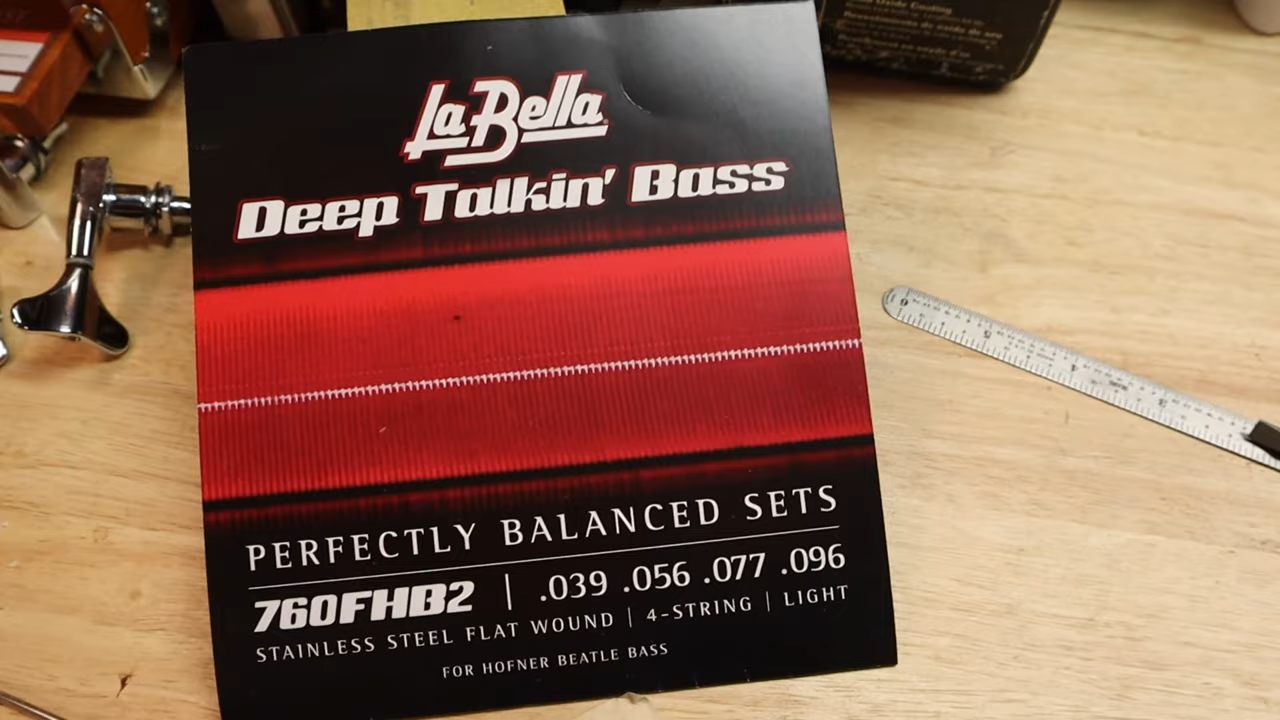 La Bella
Deep Talkin' Bass
PERFECTLY BALANCED SETS
760FHB2 | .039 .056 .077 .096
STAINLESS STEEL FLAT WOUND | 4-STRING | LIGHT
FOR HOFNER BEATLE BASS